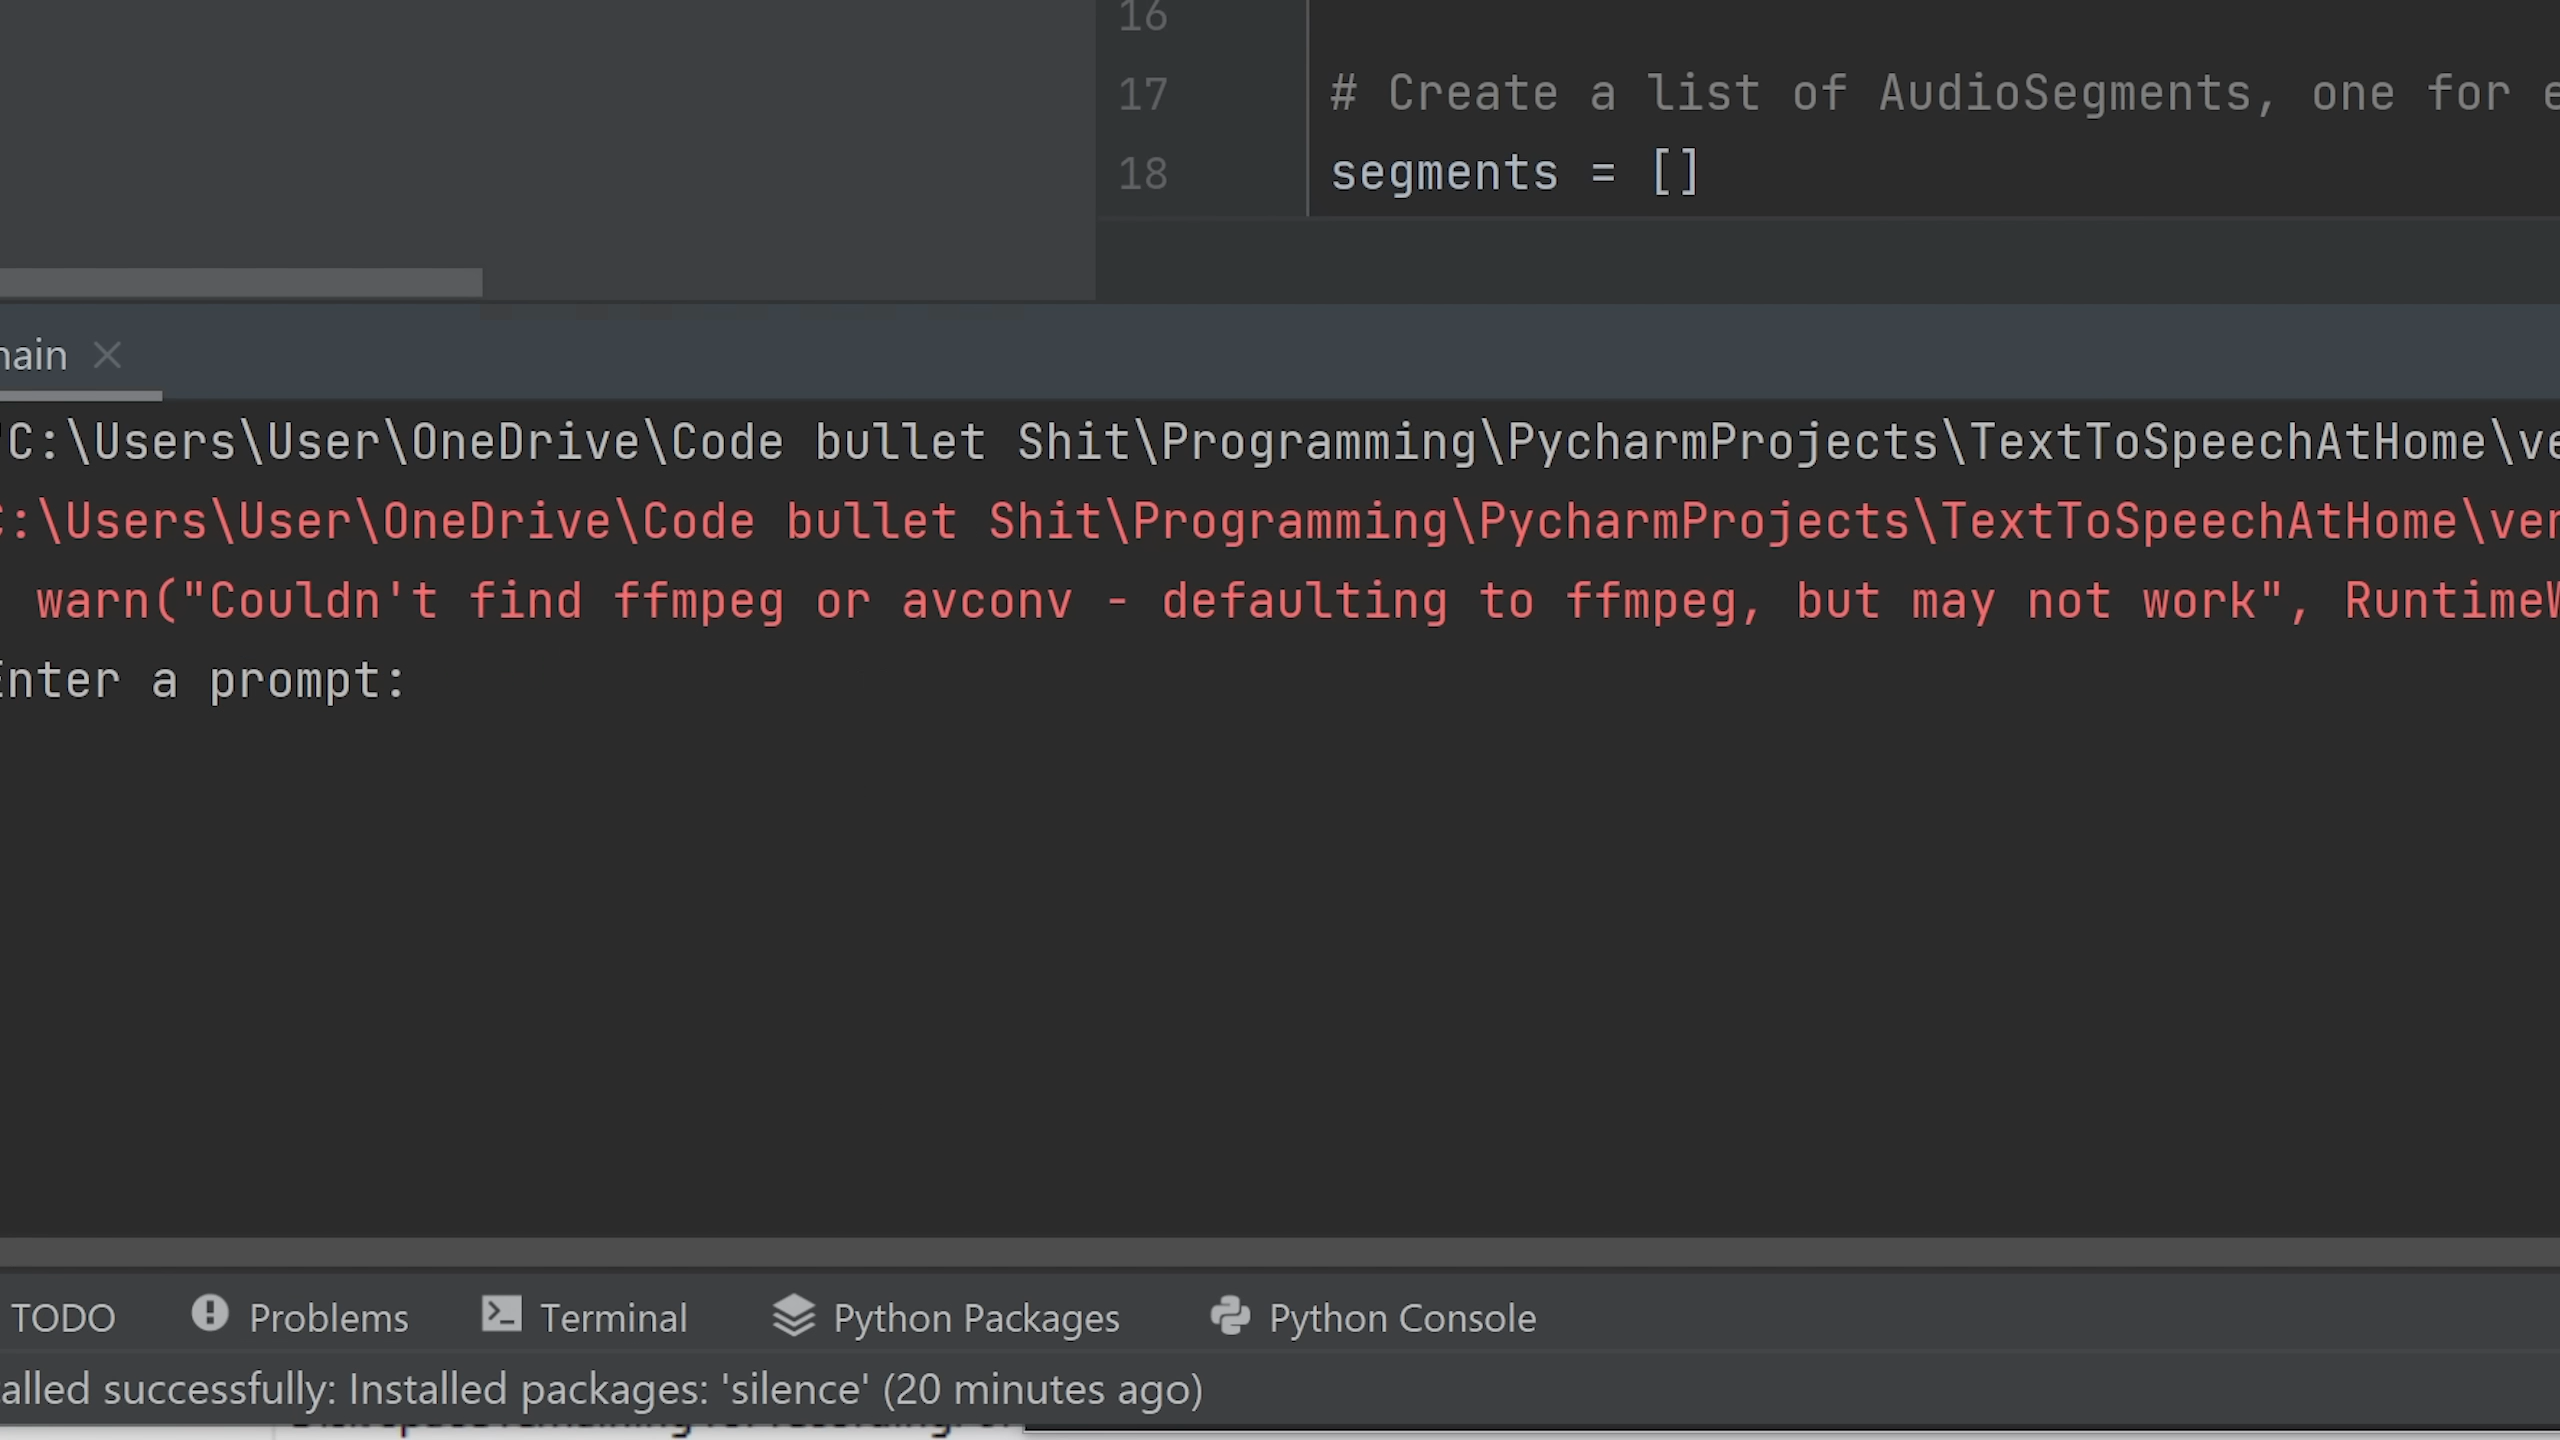 16
17 # Create a list of AudioSegments, one for
18 segments = []
main
"C:\Users\User\OneDrive\Code bullet Shit\Programming\PycharmProjects\TextToSpeechAtHome\ve
C:\Users\User\OneDrive\Code bullet Shit\Programming\PycharmProjects\TextToSpeechAtHome\ven
warn("Couldn't find ffmpeg or avconv - defaulting to ffmpeg, but may not work", RuntimeW
Enter a prompt:
TODO Problems Terminal Python Packages Python Console
alled successfully: Installed packages: 'silence' (20 minutes ago)